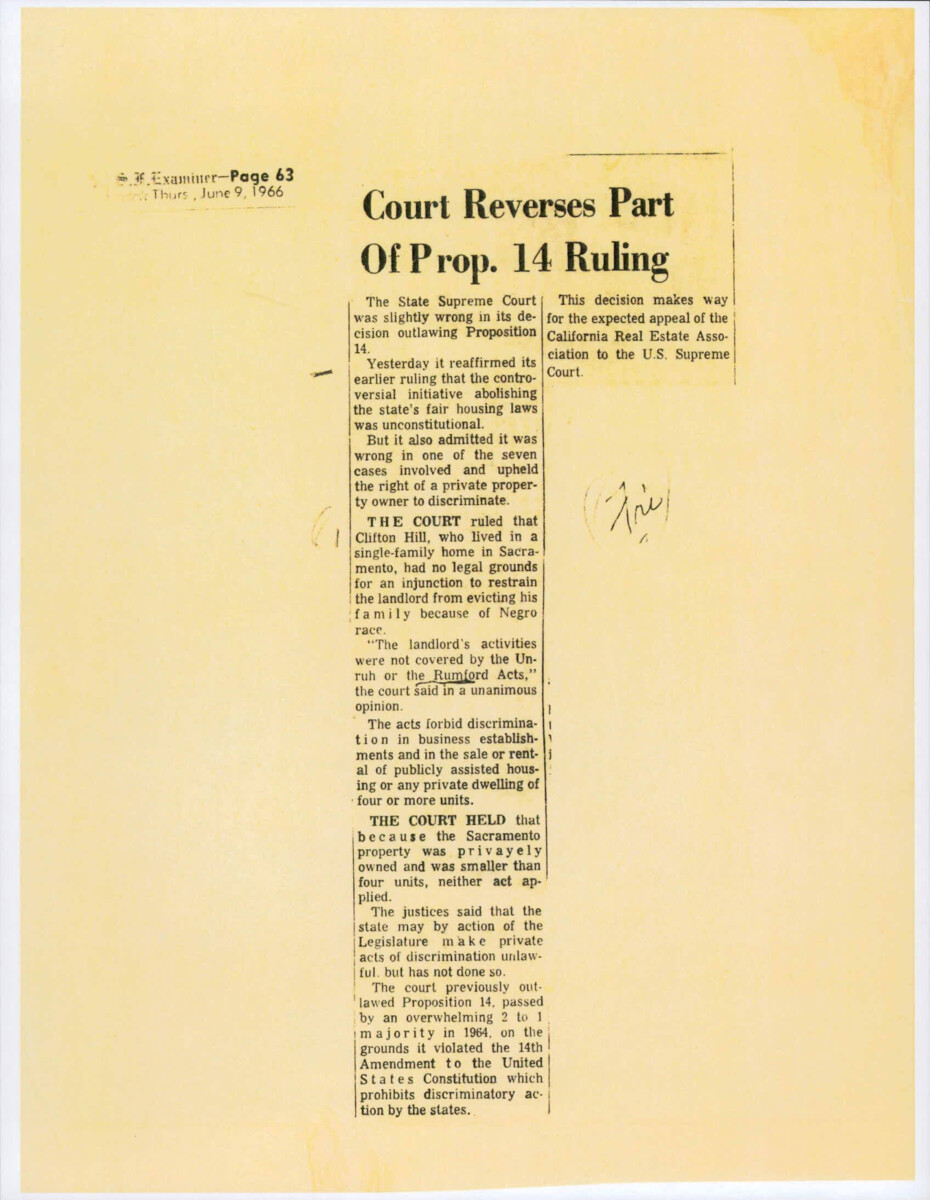 S.F.Examiner—Page 63
Thurs., June 9, 1966
Court Reverses Part
Of Prop. 14 Ruling
The State Supreme Court
was slightly wrong in its de-
cision outlawing Proposition
14.
Yesterday it reaffirmed its
earlier ruling that the contro-
versial initiative abolishing
the state's fair housing laws
was unconstitutional.
But it also admitted it was
wrong in one of the seven
cases involved and upheld
the right of a private proper-
ty owner to discriminate.
THE COURT ruled that
Clifton Hill, who lived in a
single-family home in Sacra-
mento, had no legal grounds
for an injunction to restrain
the landlord from evicting his
family because of Negro
race.
"The landlord's activities
were not covered by the Un-
ruh or the Rumford Acts,"
the court said in a unanimous
opinion.
The acts forbid discrimina-
tion in business establish-
ments and in the sale or rent-
al of publicly assisted hous-
ing or any private dwelling of
four or more units.
THE COURT HELD that
because the Sacramento
property was privayely
owned and was smaller than
four units, neither act ap-
plied.
The justices said that the
state may by action of the
Legislature make private
acts of discrimination unlaw-
ful, but has not done so.
The court previously out-
lawed Proposition 14, passed
by an overwhelming 2 to 1
majority in 1964, on the
grounds it violated the 14th
Amendment to the United
States Constitution which
prohibits discriminatory ac-
tion by the states.
This decision makes way
for the expected appeal of the
California Real Estate Asso-
ciation to the U.S. Supreme
Court.